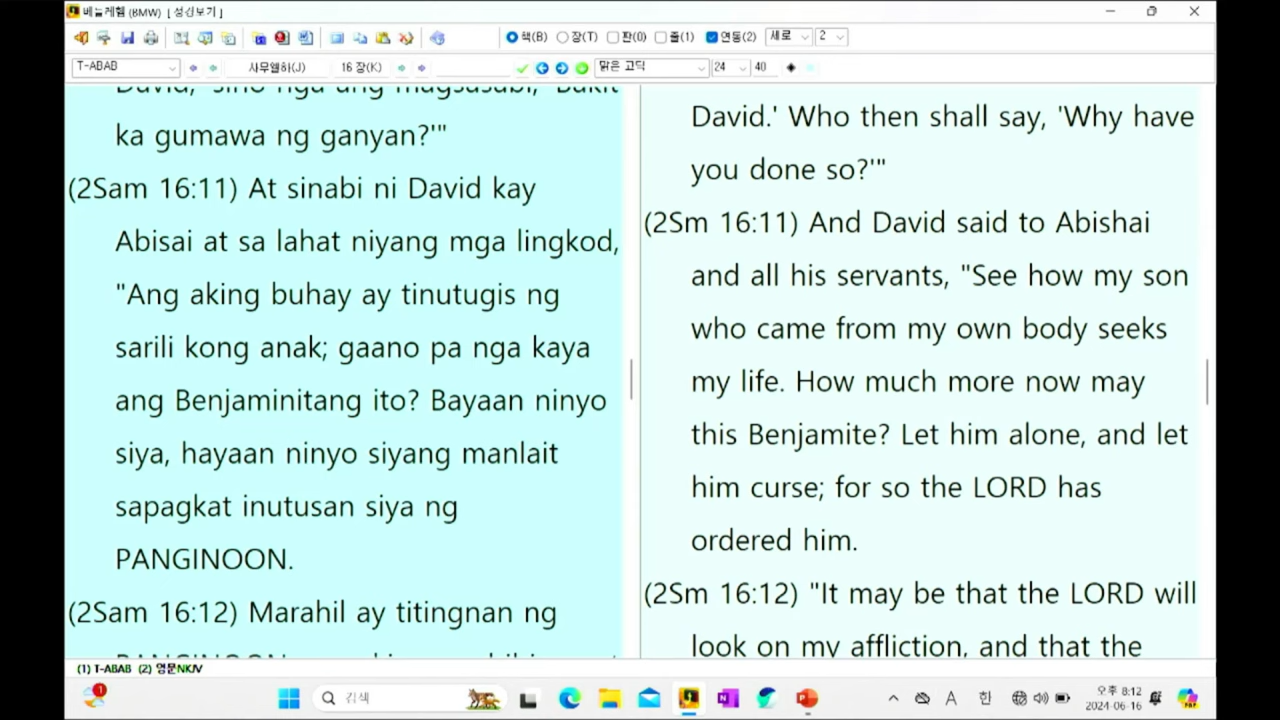 베들레헴 (BMW) [ 성경보기 ]
책(B) 장(T) 판(0) 줄(1) 연동(2) 세로 2
T-ABAB 사무엘하(J) 16 장(K) 맑은 고딕 24 40
David,' sino nga ang magsasabi, 'Bakit
ka gumawa ng ganyan?'"
(2Sam 16:11) At sinabi ni David kay
Abisai at sa lahat niyang mga lingkod,
"Ang aking buhay ay tinutugis ng
sarili kong anak; gaano pa nga kaya
ang Benjaminitang ito? Bayaan ninyo
siya, hayaan ninyo siyang manlait
sapagkat inutusan siya ng
PANGINOON.
(2Sam 16:12) Marahil ay titingnan ng
David.' Who then shall say, 'Why have
you done so?'"
(2Sm 16:11) And David said to Abishai
and all his servants, "See how my son
who came from my own body seeks
my life. How much more now may
this Benjamite? Let him alone, and let
him curse; for so the LORD has
ordered him.
(2Sm 16:12) "It may be that the LORD will
look on my affliction, and that the
(1) T-ABAB (2) 영문NKJV
1
검색
A 한
오후 8:12
2024-06-16